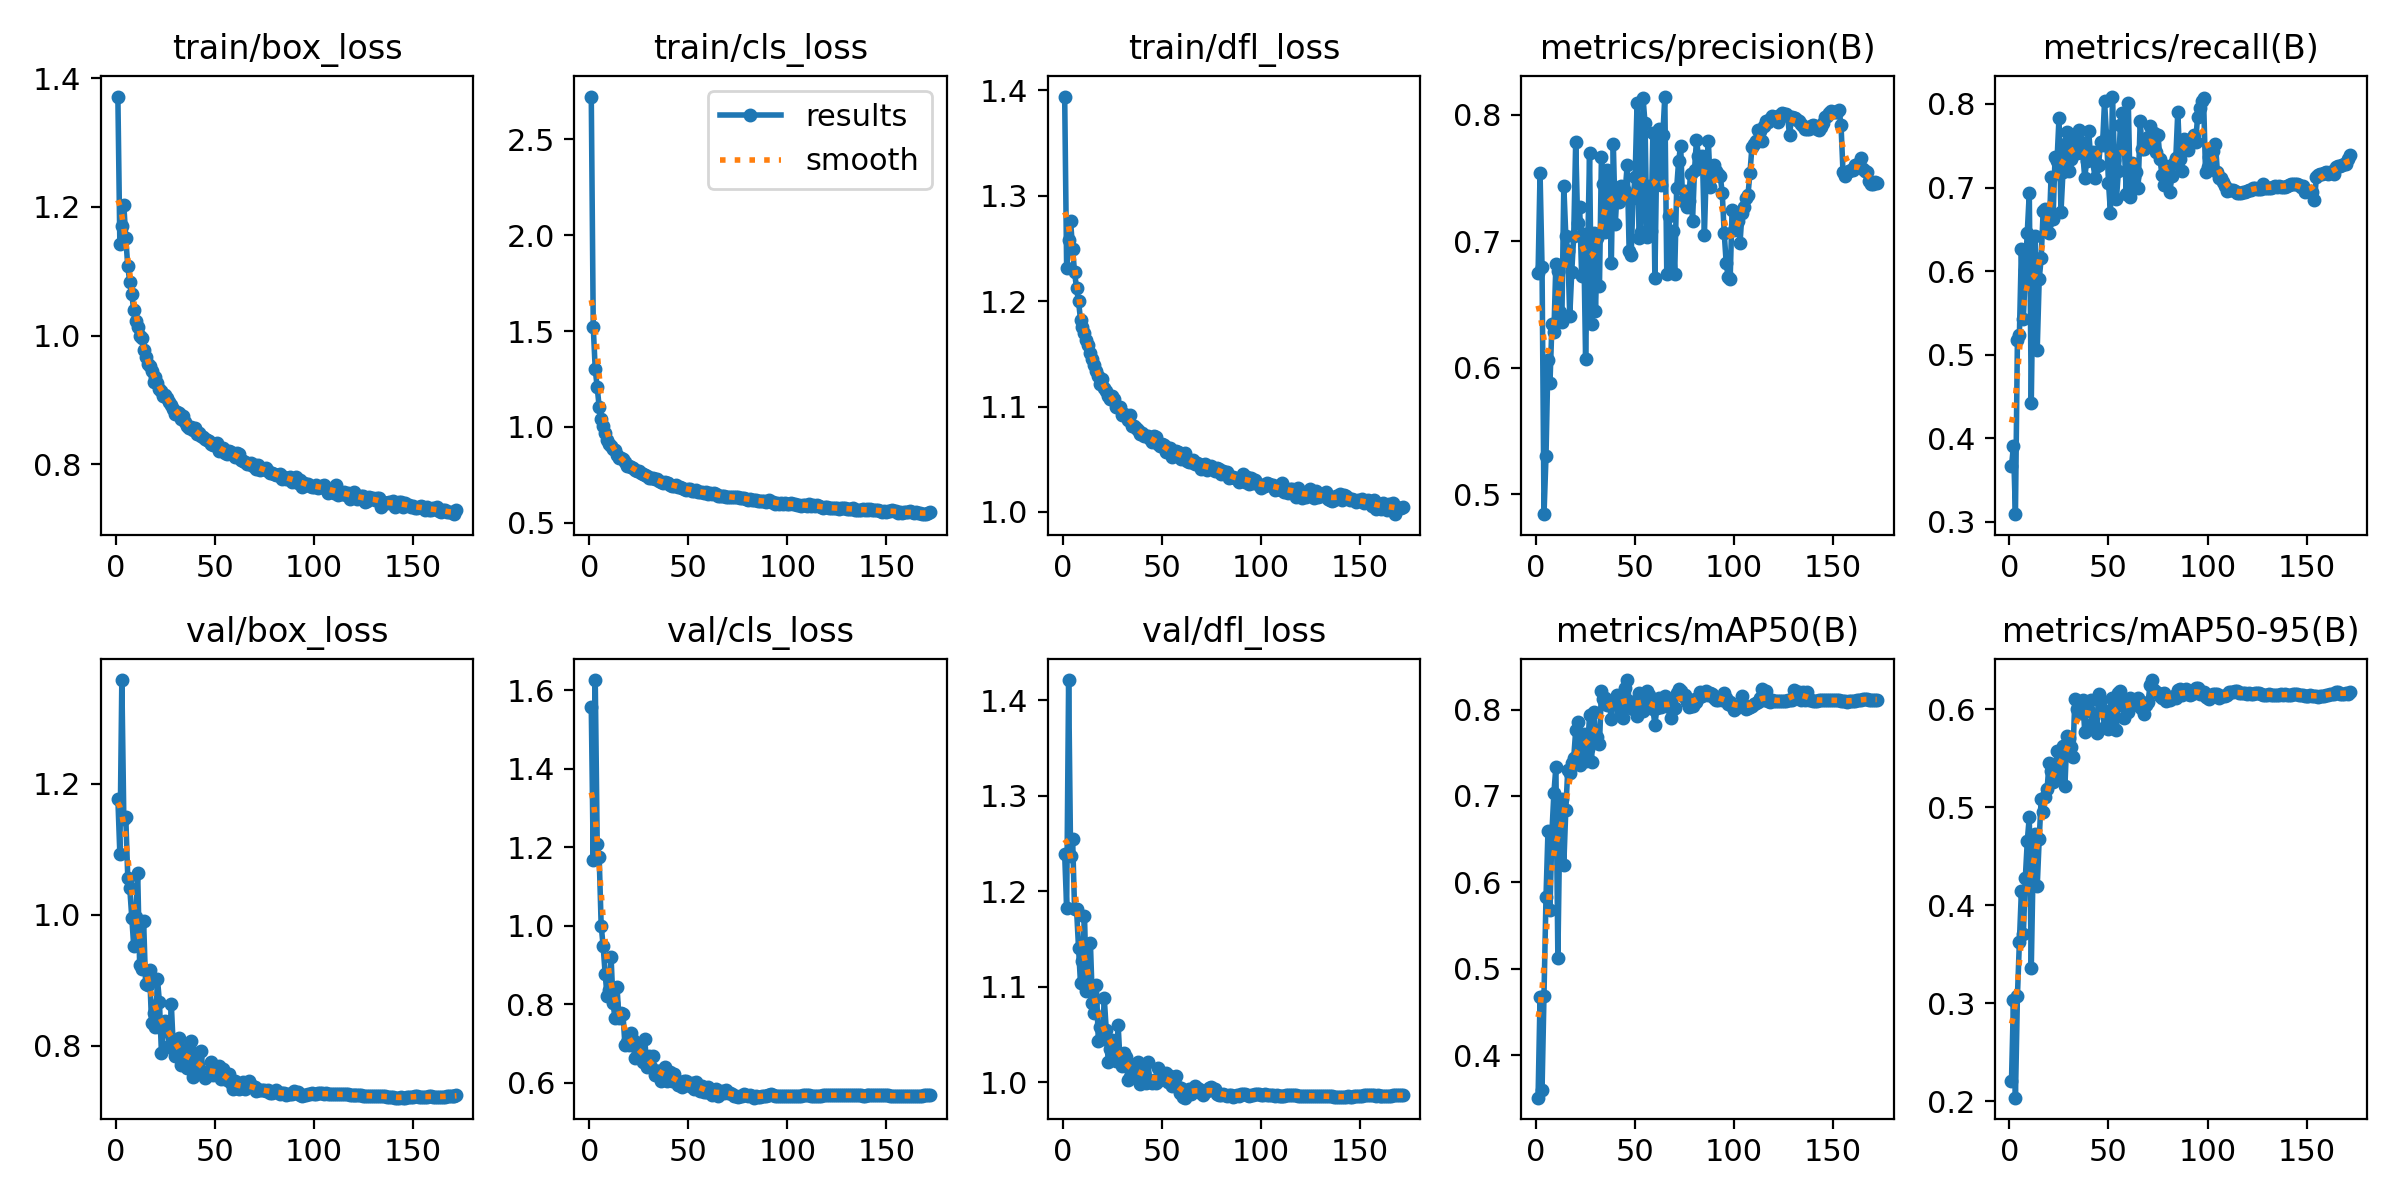 train/box_loss
train/cls_loss
train/dfl_loss
metrics/precision(B)
metrics/recall(B)
1.4
1.2
1.0
0.8
0 50 100 150
results
smooth
2.5
2.0
1.5
1.0
0.5
0 50 100 150
1.4
1.3
1.2
1.1
1.0
0 50 100 150
0.8
0.7
0.6
0.5
0 50 100 150
0.8
0.7
0.6
0.5
0.4
0.3
0 50 100 150
val/box_loss
val/cls_loss
val/dfl_loss
metrics/mAP50(B)
metrics/mAP50-95(B)
1.2
1.0
0.8
0 50 100 150
1.6
1.4
1.2
1.0
0.8
0.6
0 50 100 150
1.4
1.3
1.2
1.1
1.0
0 50 100 150
0.8
0.7
0.6
0.5
0.4
0 50 100 150
0.6
0.5
0.4
0.3
0.2
0 50 100 150